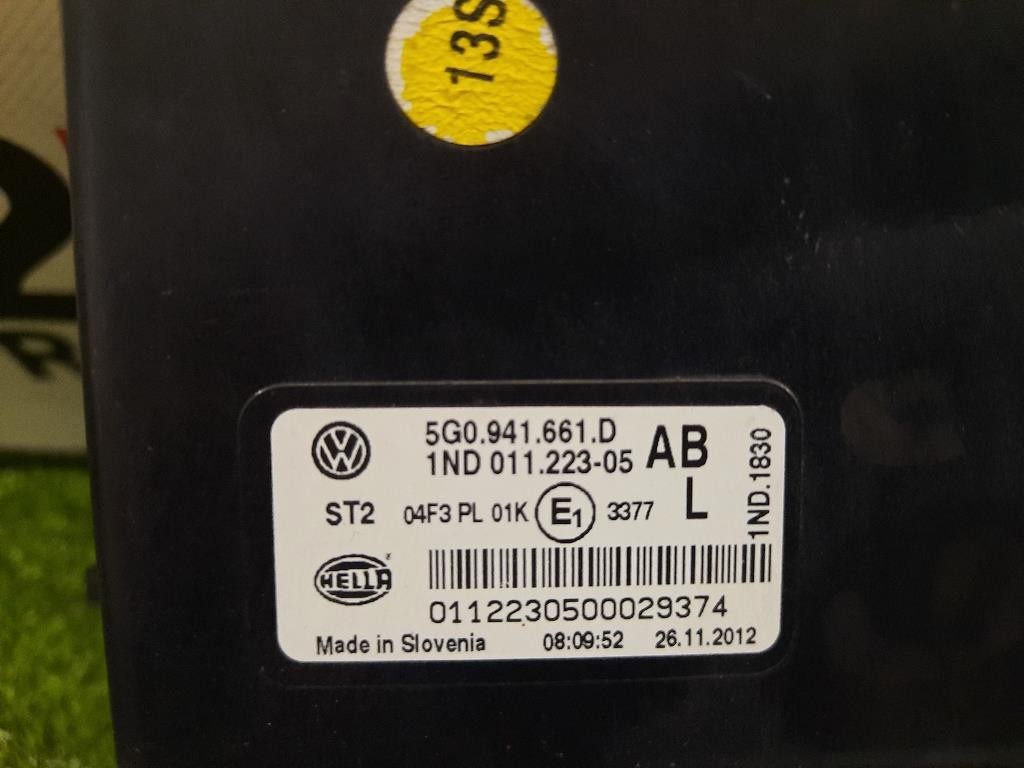 13S
R
5G0.941.661.D
1ND 011.223-05
AB
L
1ND.1830
ST2
04F3 PL 01K
E1
3377
HELLA
0112230500029374
Made in Slovenia 08:09:52 26.11.2012